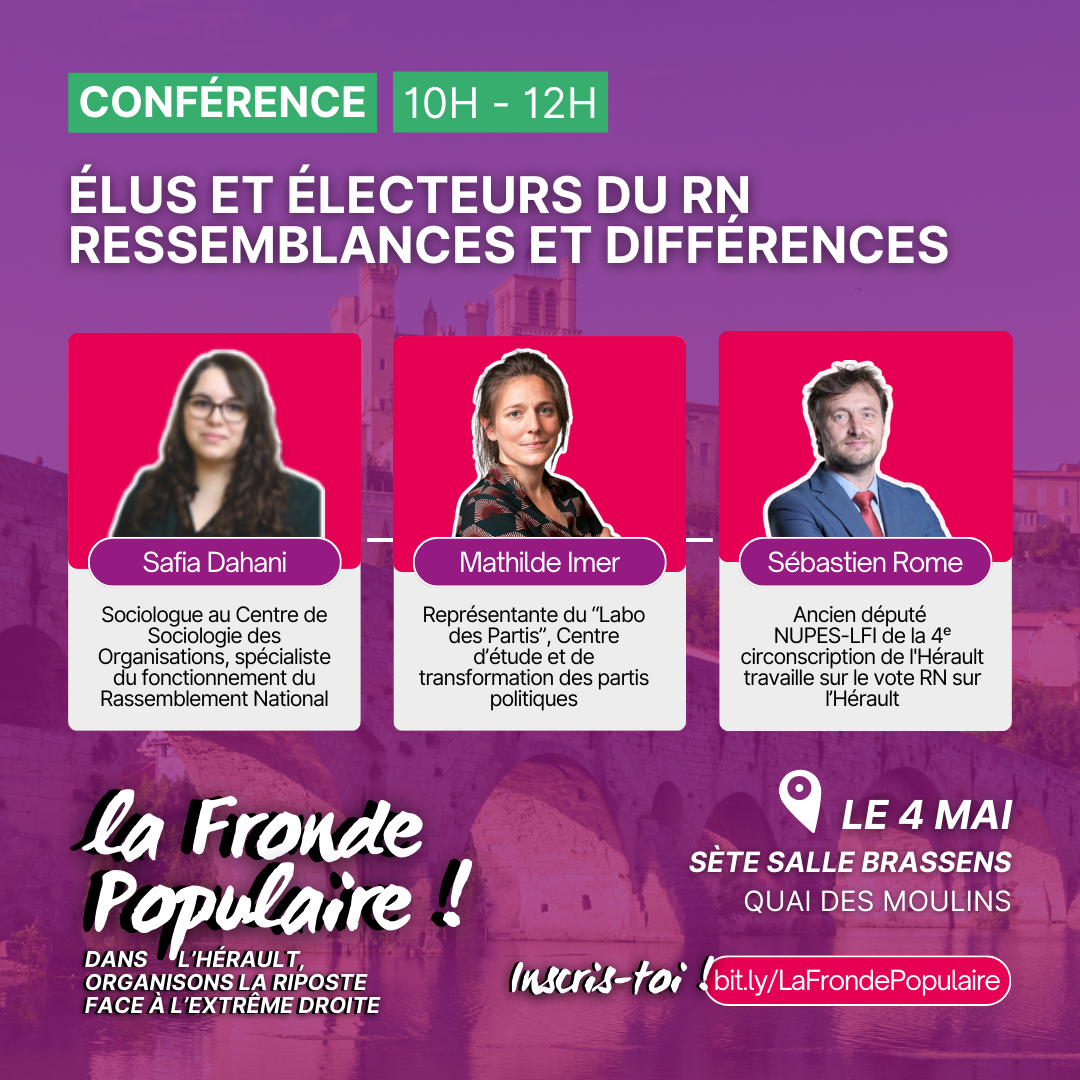 CONFÉRENCE 10H - 12H
ÉLUS ET ÉLECTEURS DU RN
RESSEMBLANCES ET DIFFÉRENCES
Safia Dahani
Sociologue au Centre de
Sociologie des
Organisations, spécialiste
du fonctionnement du
Rassemblement National
Mathilde Imer
Représentante du “Labo
des Partis”, Centre
d’étude et de
transformation des partis
politiques
Sébastien Rome
Ancien député
NUPES-LFI de la 4ᵉ
circonscription de l'Hérault
travaille sur le vote RN sur
l’Hérault
la Fronde
Populaire !
DANS L’HÉRAULT,
ORGANISONS LA RIPOSTE
FACE À L’EXTRÊME DROITE
LE 4 MAI
SÈTE SALLE BRASSENS
QUAI DES MOULINS
Inscris-toi ! bit.ly/LaFrondePopulaire